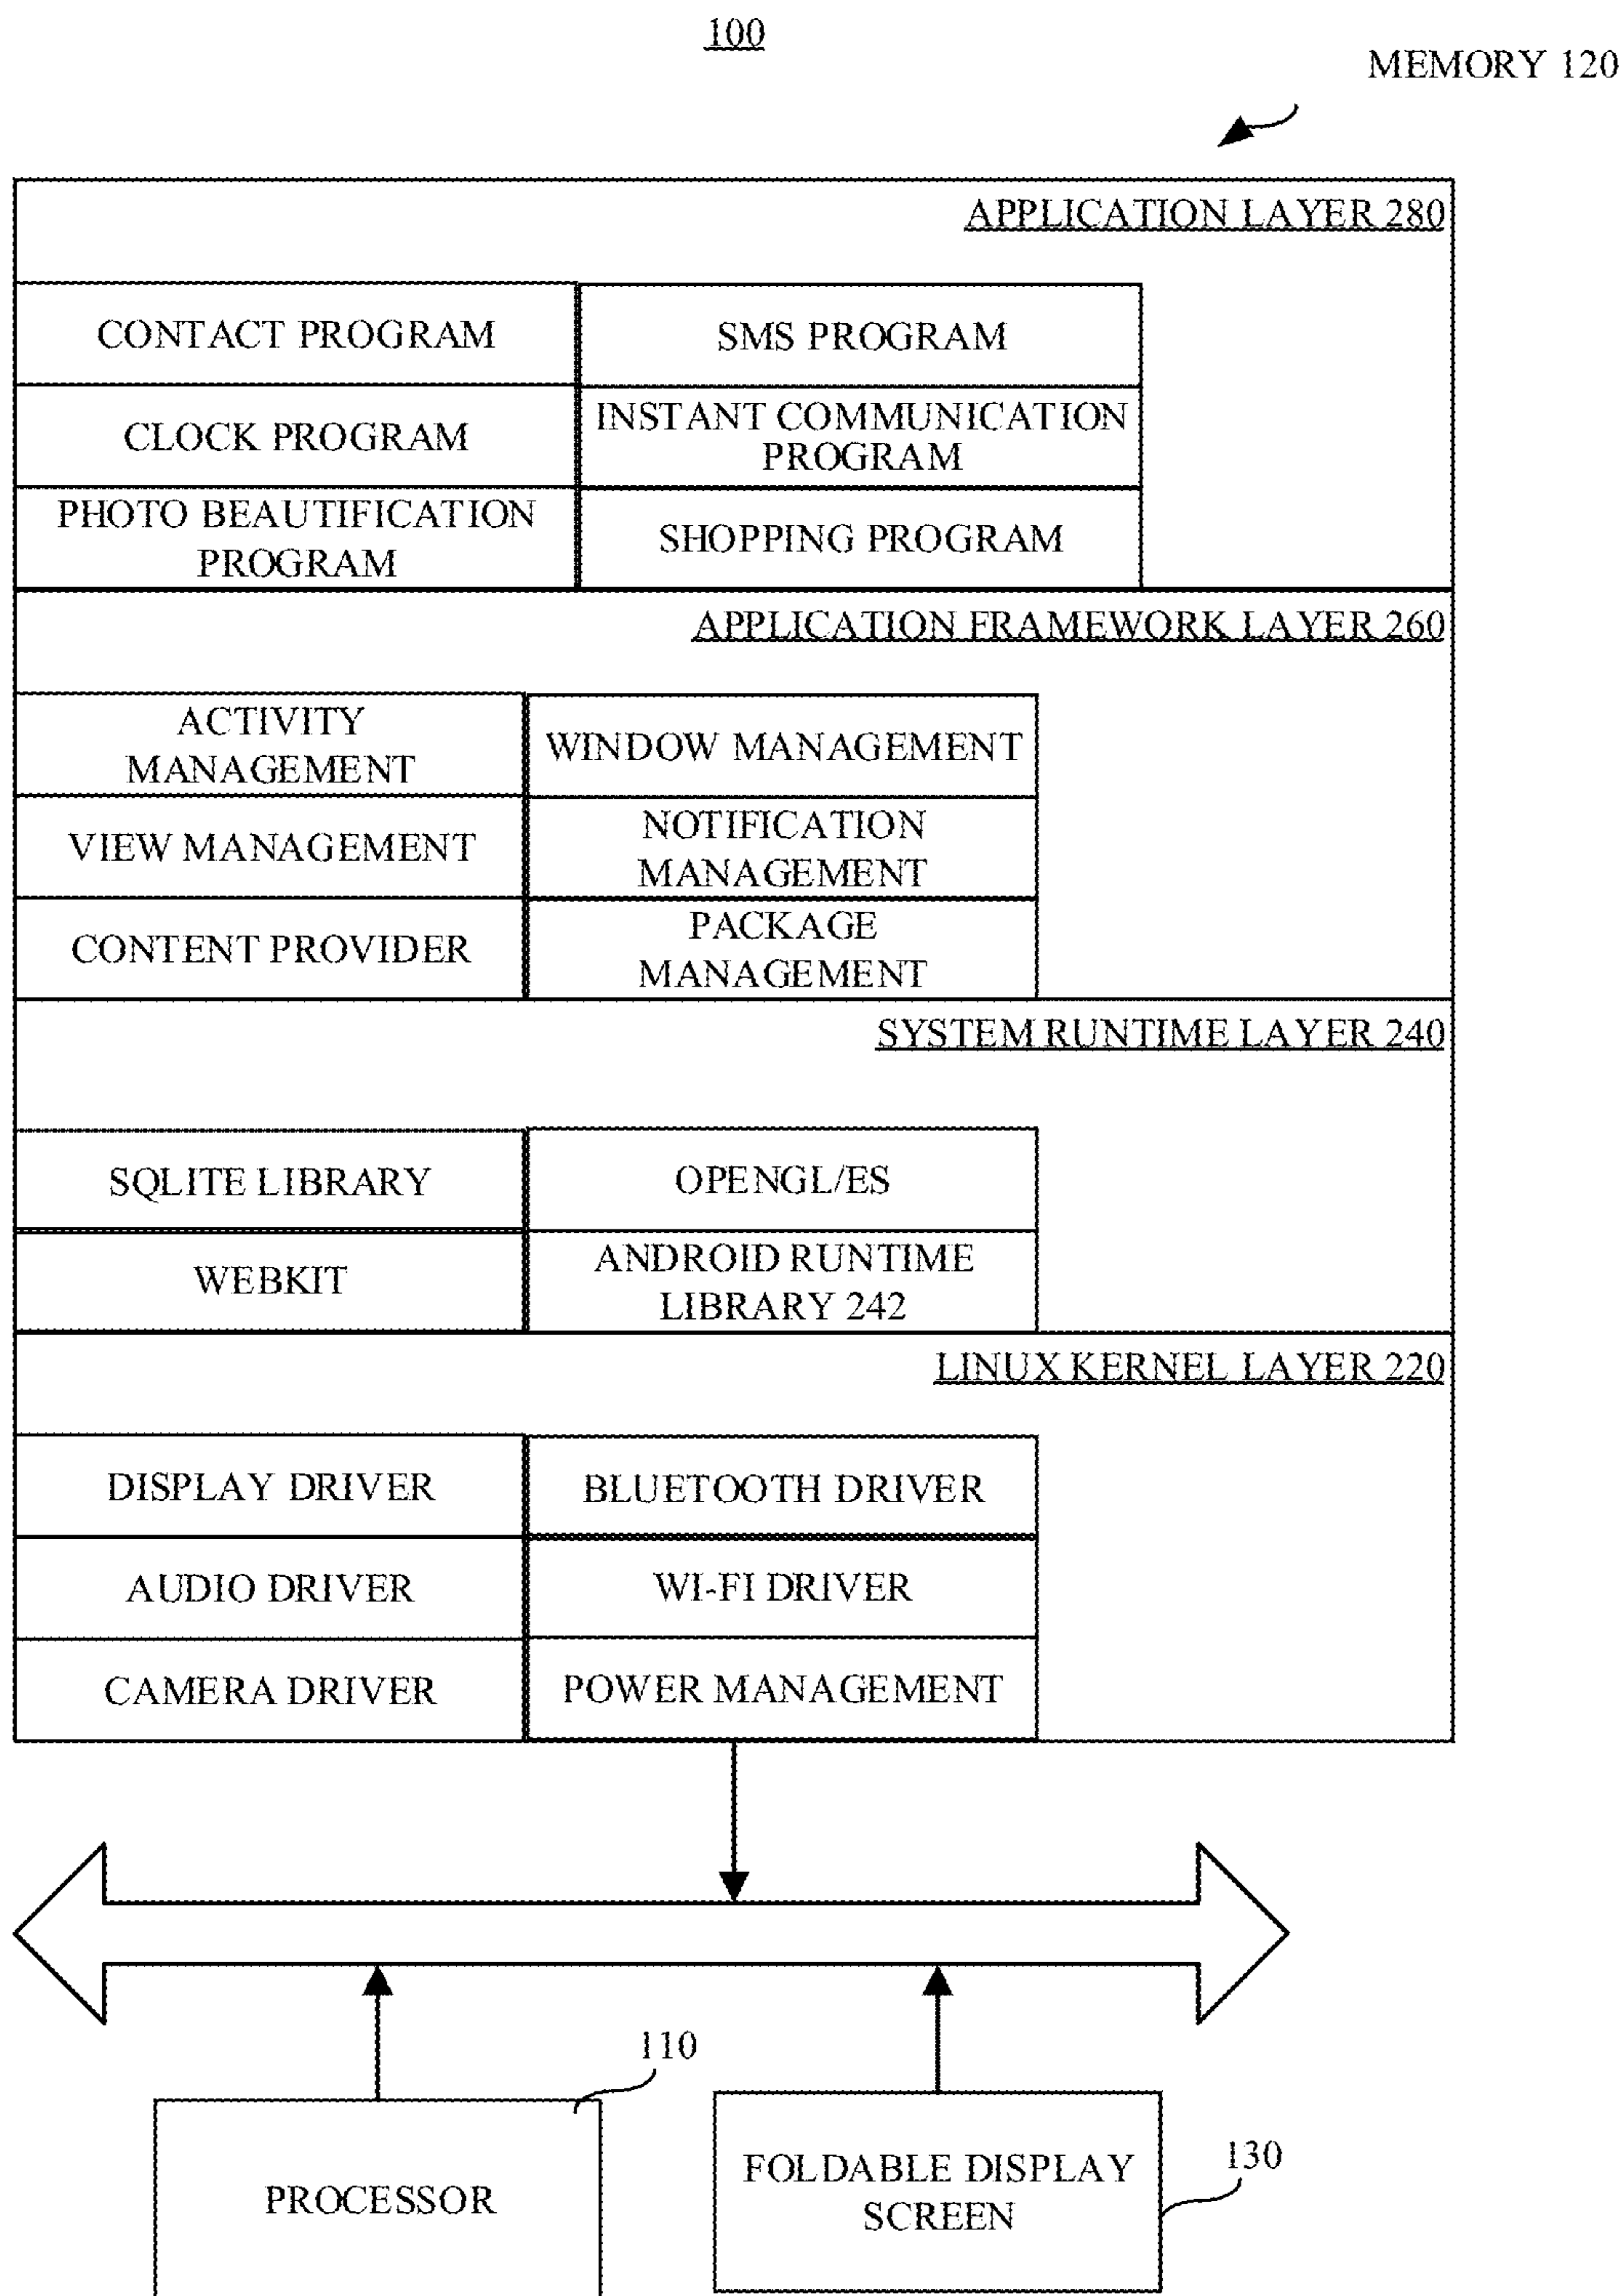 100
MEMORY 120
APPLICATION LAYER 280
CONTACT PROGRAM
SMS PROGRAM
CLOCK PROGRAM
INSTANT COMMUNICATION
PROGRAM
PHOTO BEAUTIFICATION
PROGRAM
SHOPPING PROGRAM
APPLICATION FRAMEWORK LAYER 260
ACTIVITY
MANAGEMENT
WINDOW MANAGEMENT
VIEW MANAGEMENT
NOTIFICATION
MANAGEMENT
CONTENT PROVIDER
PACKAGE
MANAGEMENT
SYSTEM RUNTIME LAYER 240
SQLITE LIBRARY
OPENGL/ES
WEBKIT
ANDROID RUNTIME
LIBRARY 242
LINUX KERNEL LAYER 220
DISPLAY DRIVER
BLUETOOTH DRIVER
AUDIO DRIVER
WI-FI DRIVER
CAMERA DRIVER
POWER MANAGEMENT
110
PROCESSOR
FOLDABLE DISPLAY
SCREEN
130